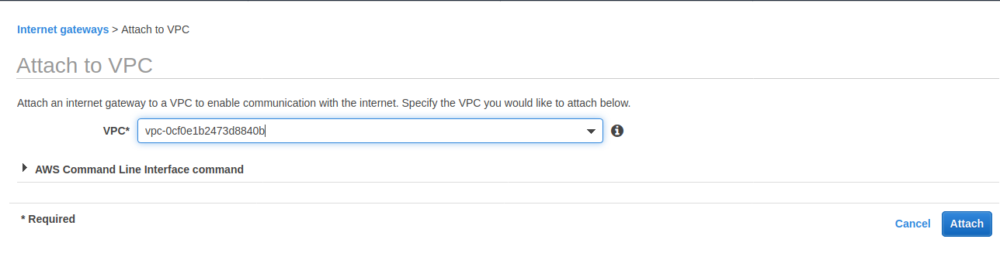 Internet gateways > Attach to VPC
Attach to VPC
Attach an internet gateway to a VPC to enable communication with the internet. Specify the VPC you would like to attach below.
VPC* vpc-0cf0e1b2473d8840b
AWS Command Line Interface command
* Required
Cancel Attach